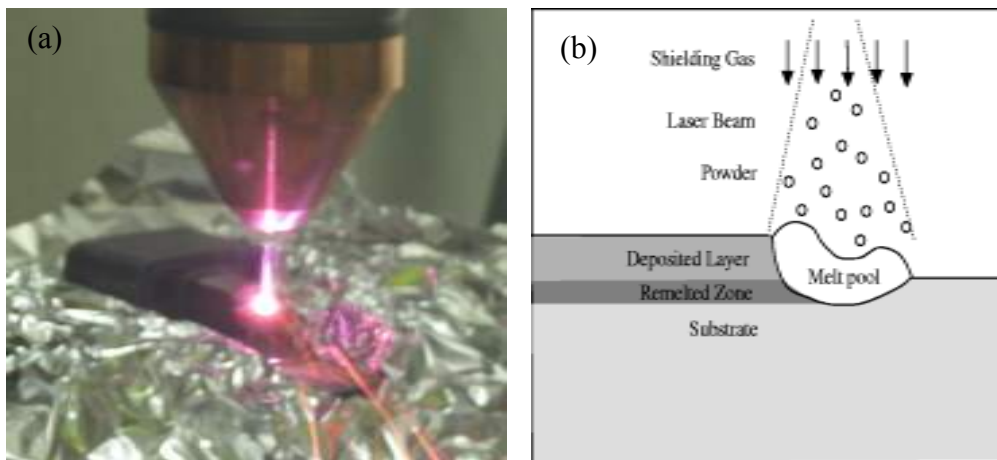 (a)
(b)
Shielding Gas
Laser Beam
Powder
Deposited Layer
Melt pool
Remelted Zone
Substrate